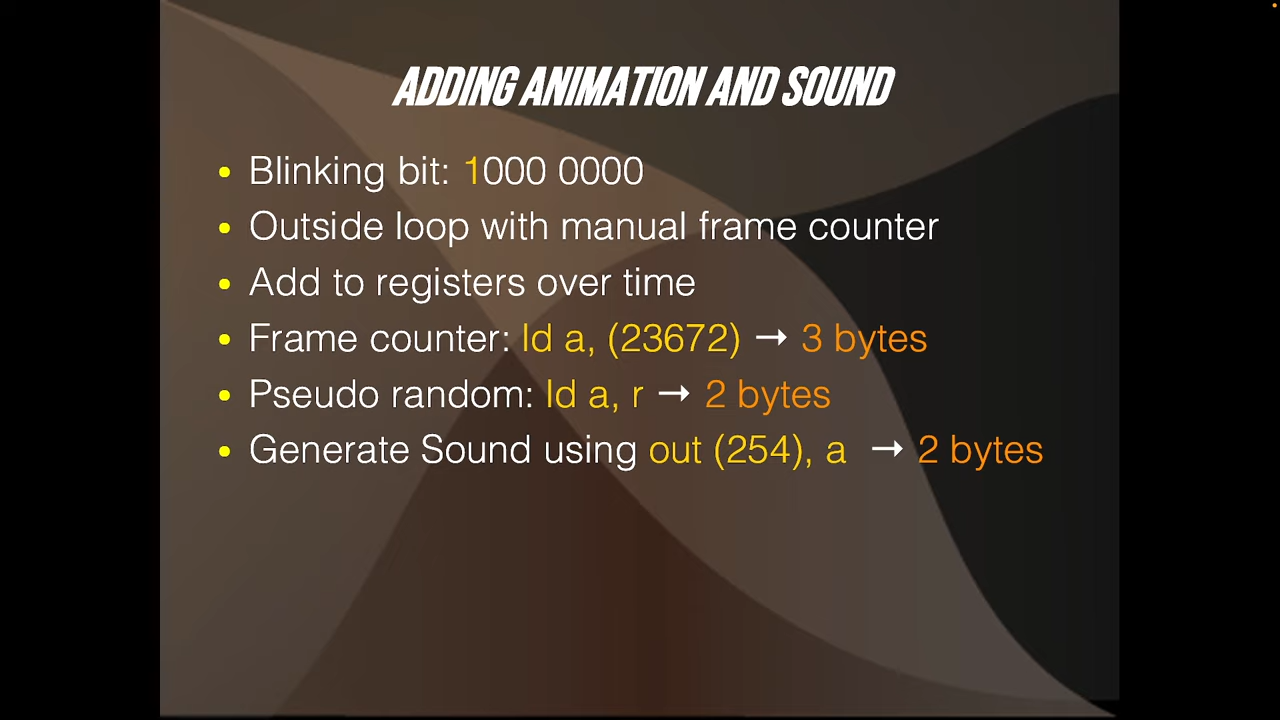 ADDING ANIMATION AND SOUND
• Blinking bit: 1000 0000
• Outside loop with manual frame counter
• Add to registers over time
• Frame counter: ld a, (23672) → 3 bytes
• Pseudo random: ld a, r → 2 bytes
• Generate Sound using out (254), a → 2 bytes